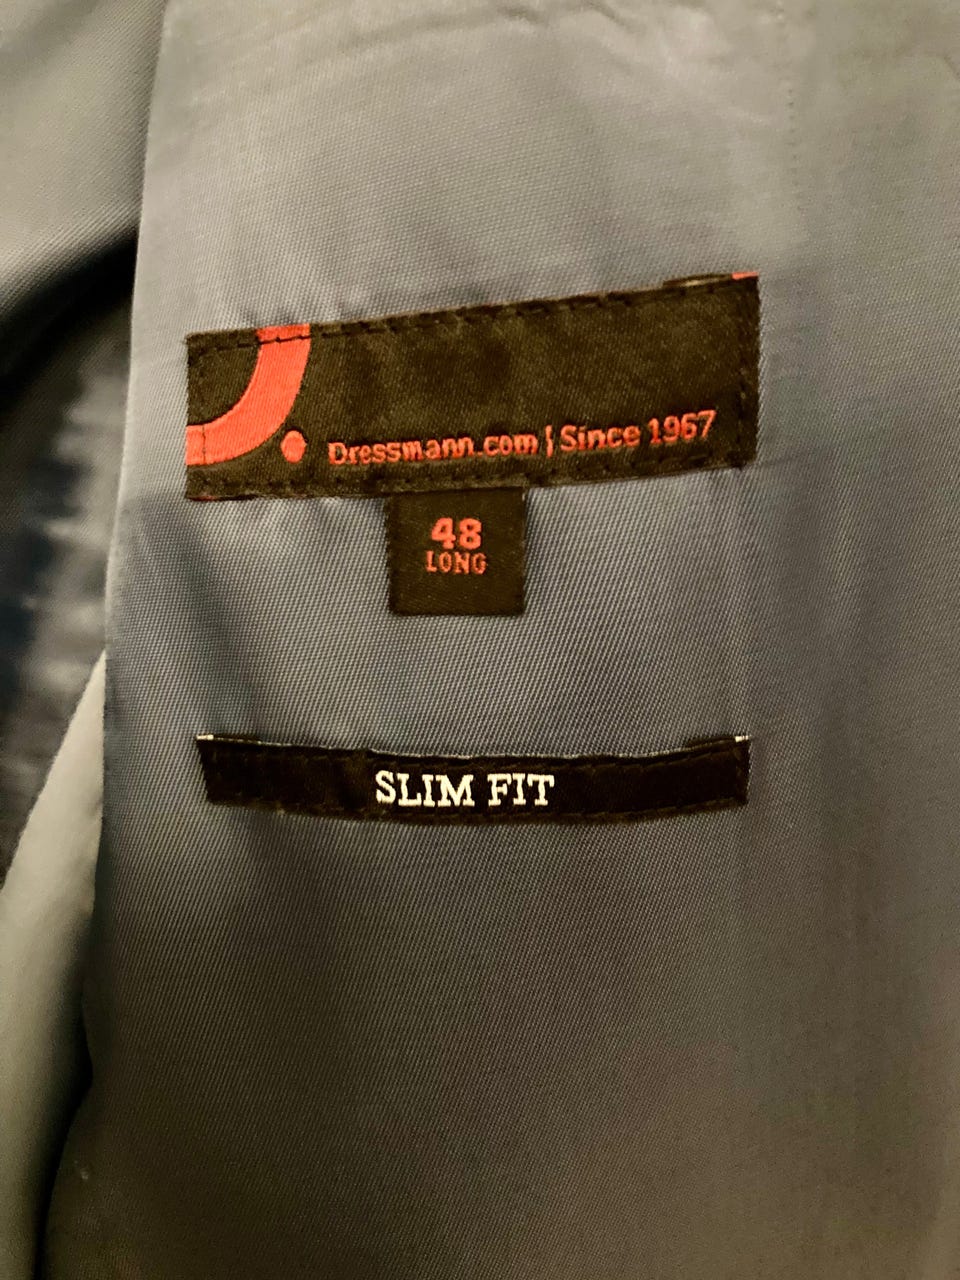 Dressmann.com | Since 1967
48
LONG
SLIM FIT